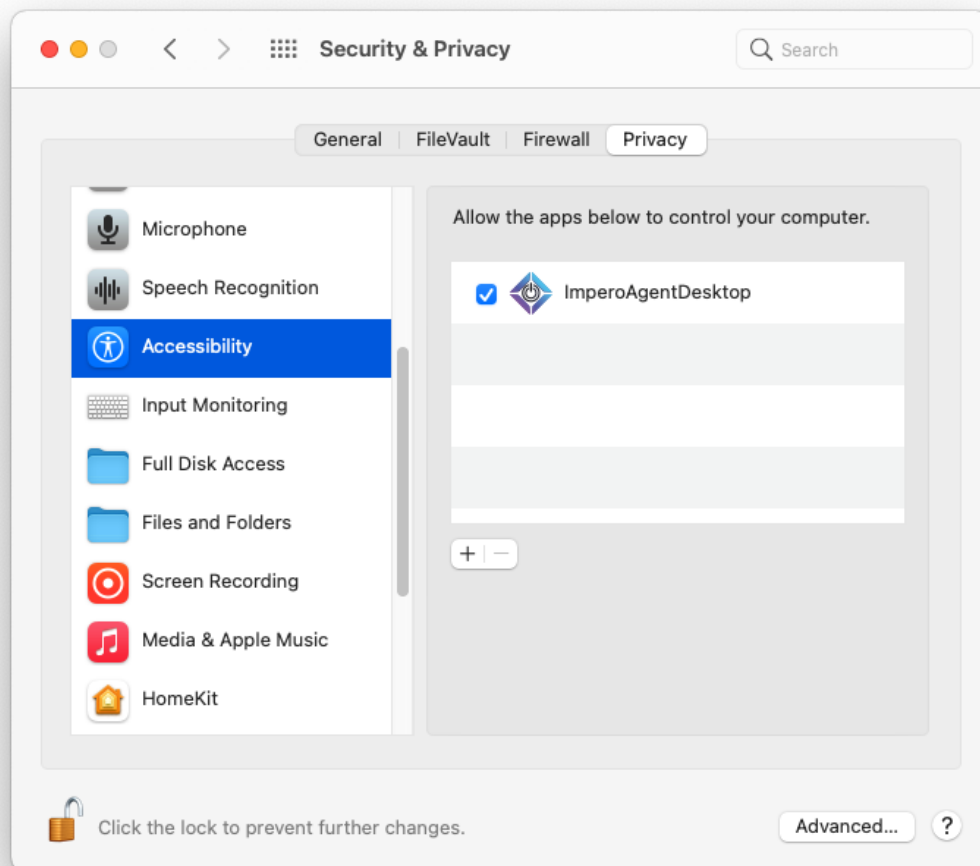 Security & Privacy
Search
General
FileVault
Firewall
Privacy
Microphone
Speech Recognition
Accessibility
Input Monitoring
Full Disk Access
Files and Folders
Screen Recording
Media & Apple Music
HomeKit
Allow the apps below to control your computer.
ImperoAgentDesktop
Click the lock to prevent further changes.
Advanced...
?